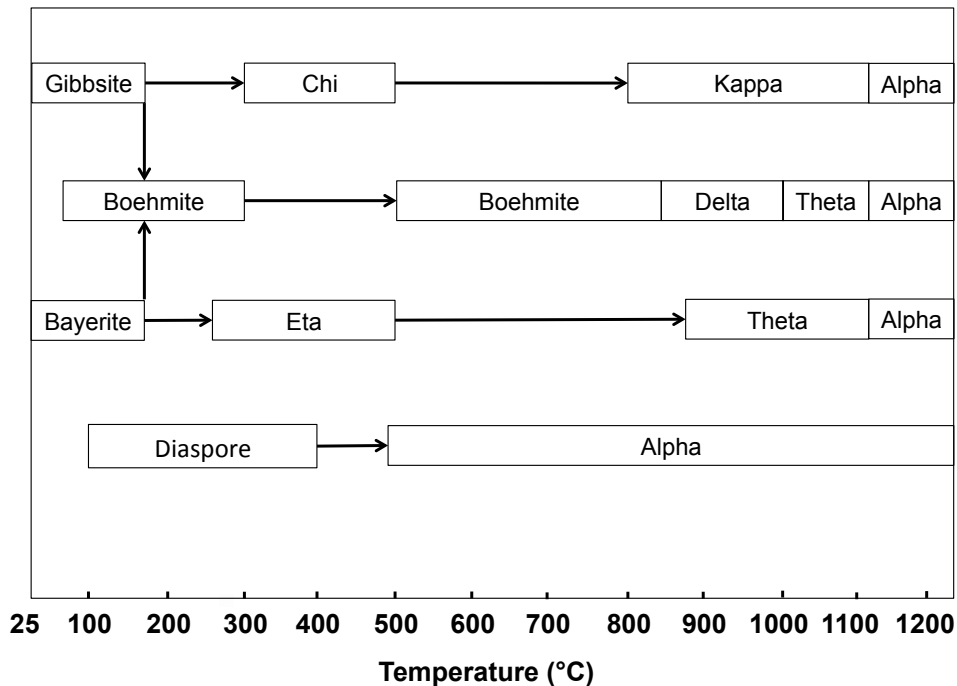 Gibbsite Chi Kappa Alpha
Boehmite Boehmite Delta Theta Alpha
Bayerite Eta Theta Alpha
Diaspore Alpha
25 100 200 300 400 500 600 700 800 900 1000 1100 1200
Temperature (°C)